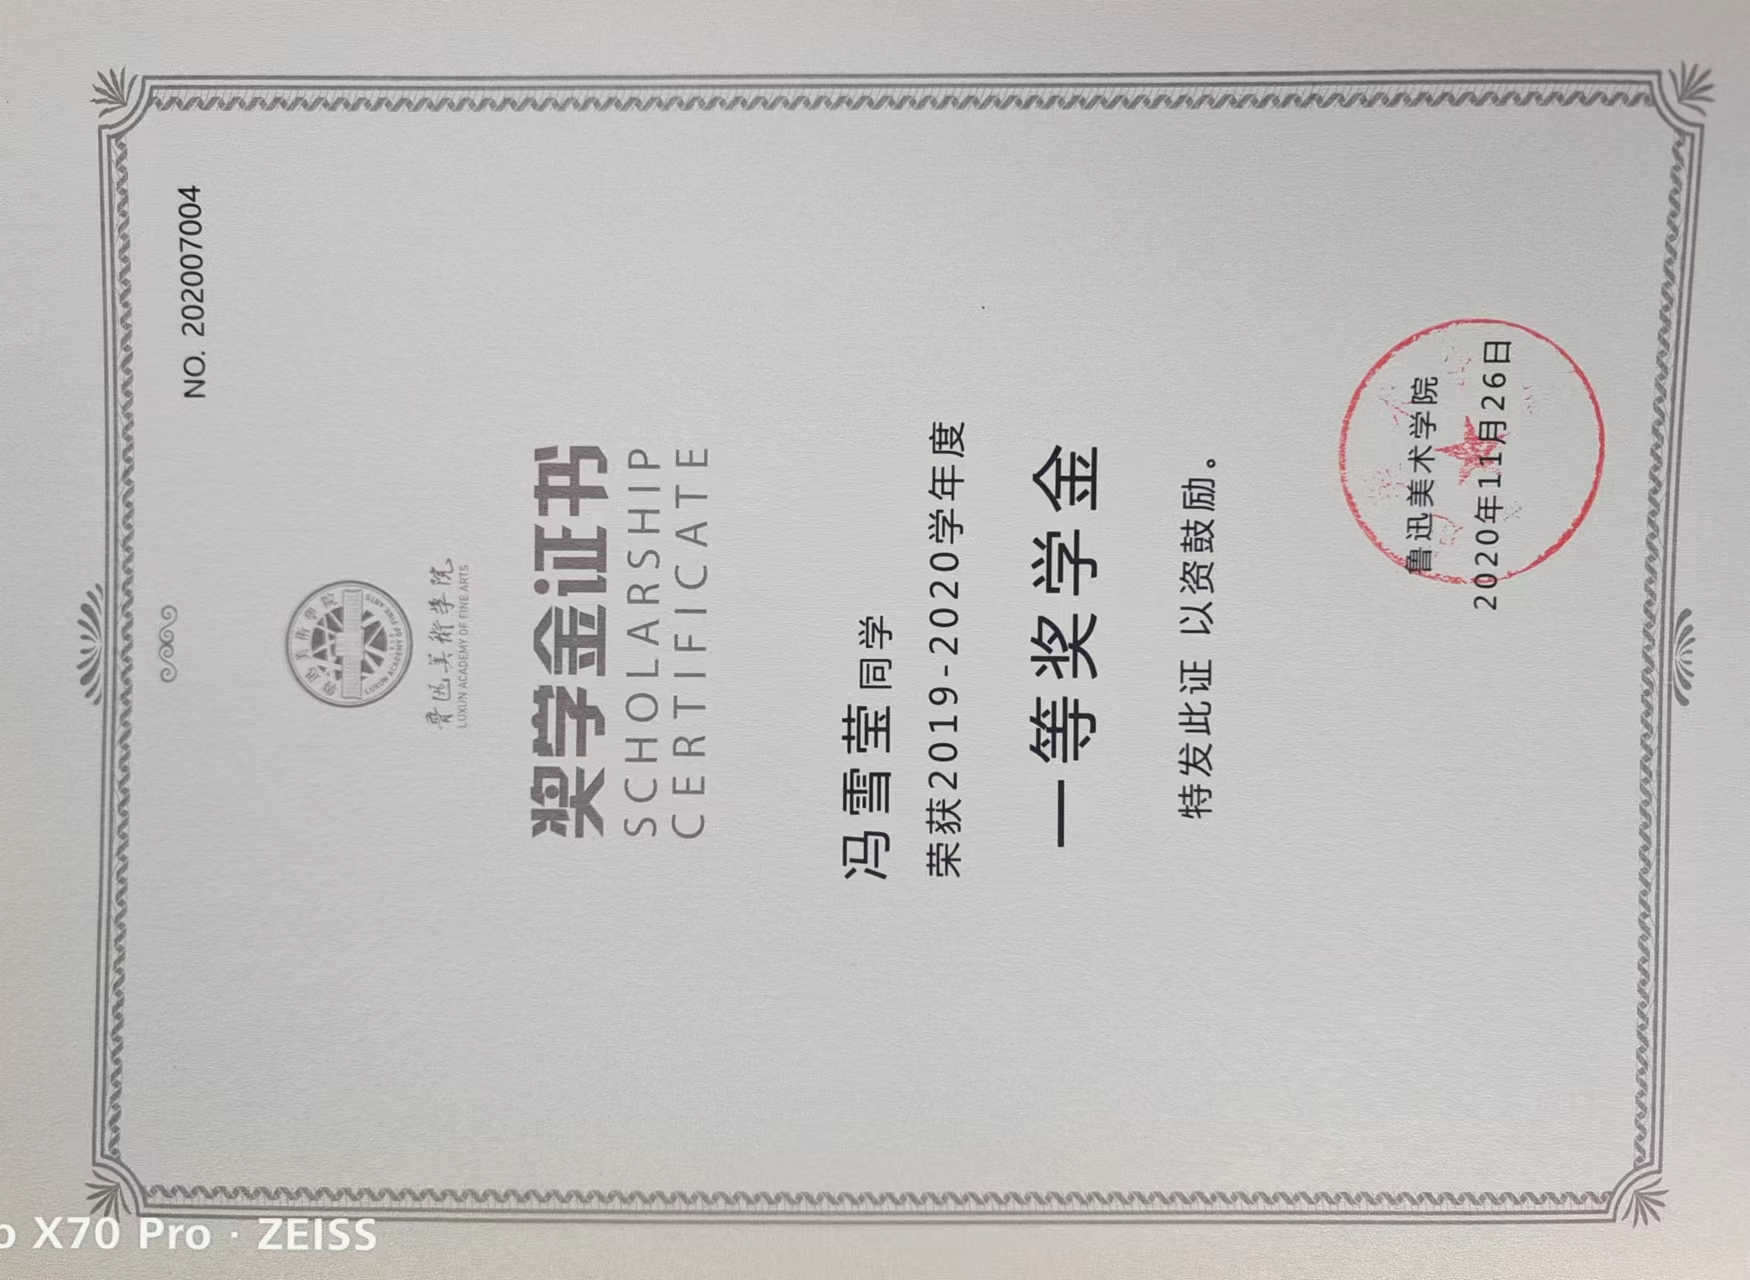 X70 Pro · ZEISS
NO. 202007004
鲁迅美術學院
LUXUN ACADEMY OF FINE ARTS
鲁迅美術学院
LUXUN ACADEMY OF FINE ARTS
奖学金证书
SCHOLARSHIP
CERTIFICATE
冯雪莹同学
荣获2019-2020学年度
一等奖学金
特发此证 以资鼓励。
鲁迅美术学院
2020年11月26日